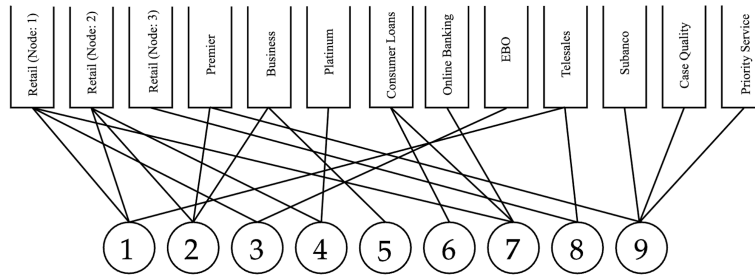 Retail (Node: 1)
Retail (Node: 2)
Retail (Node: 3)
Premier
Business
Platinum
Consumer Loans
Online Banking
EBO
Telesales
Subanco
Case Quality
Priority Service
1
2
3
4
5
6
7
8
9